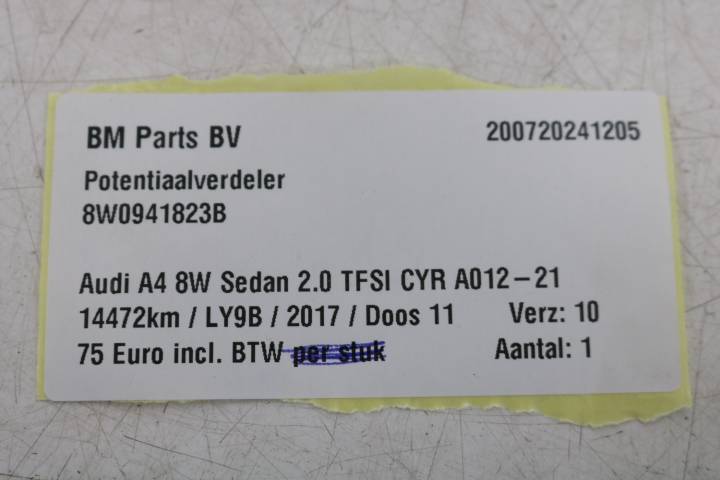 BM Parts BV 200720241205
Potentiaalverdeler
8W0941823B
Audi A4 8W Sedan 2.0 TFSI CYR A012-21
14472km / LY9B / 2017 / Doos 11 Verz: 10
75 Euro incl. BTW per stuk Aantal: 1